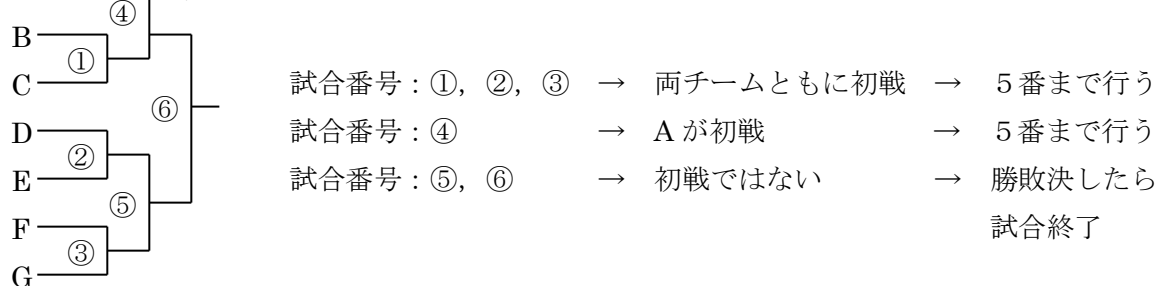 ④
B
①
C
試合番号：①，②，③ → 両チームともに初戦 → ５番まで行う
⑥
D
試合番号：④ → A が初戦 → ５番まで行う
②
E
試合番号：⑤，⑥ → 初戦ではない → 勝敗決したら
⑤
F
試合終了
③
G